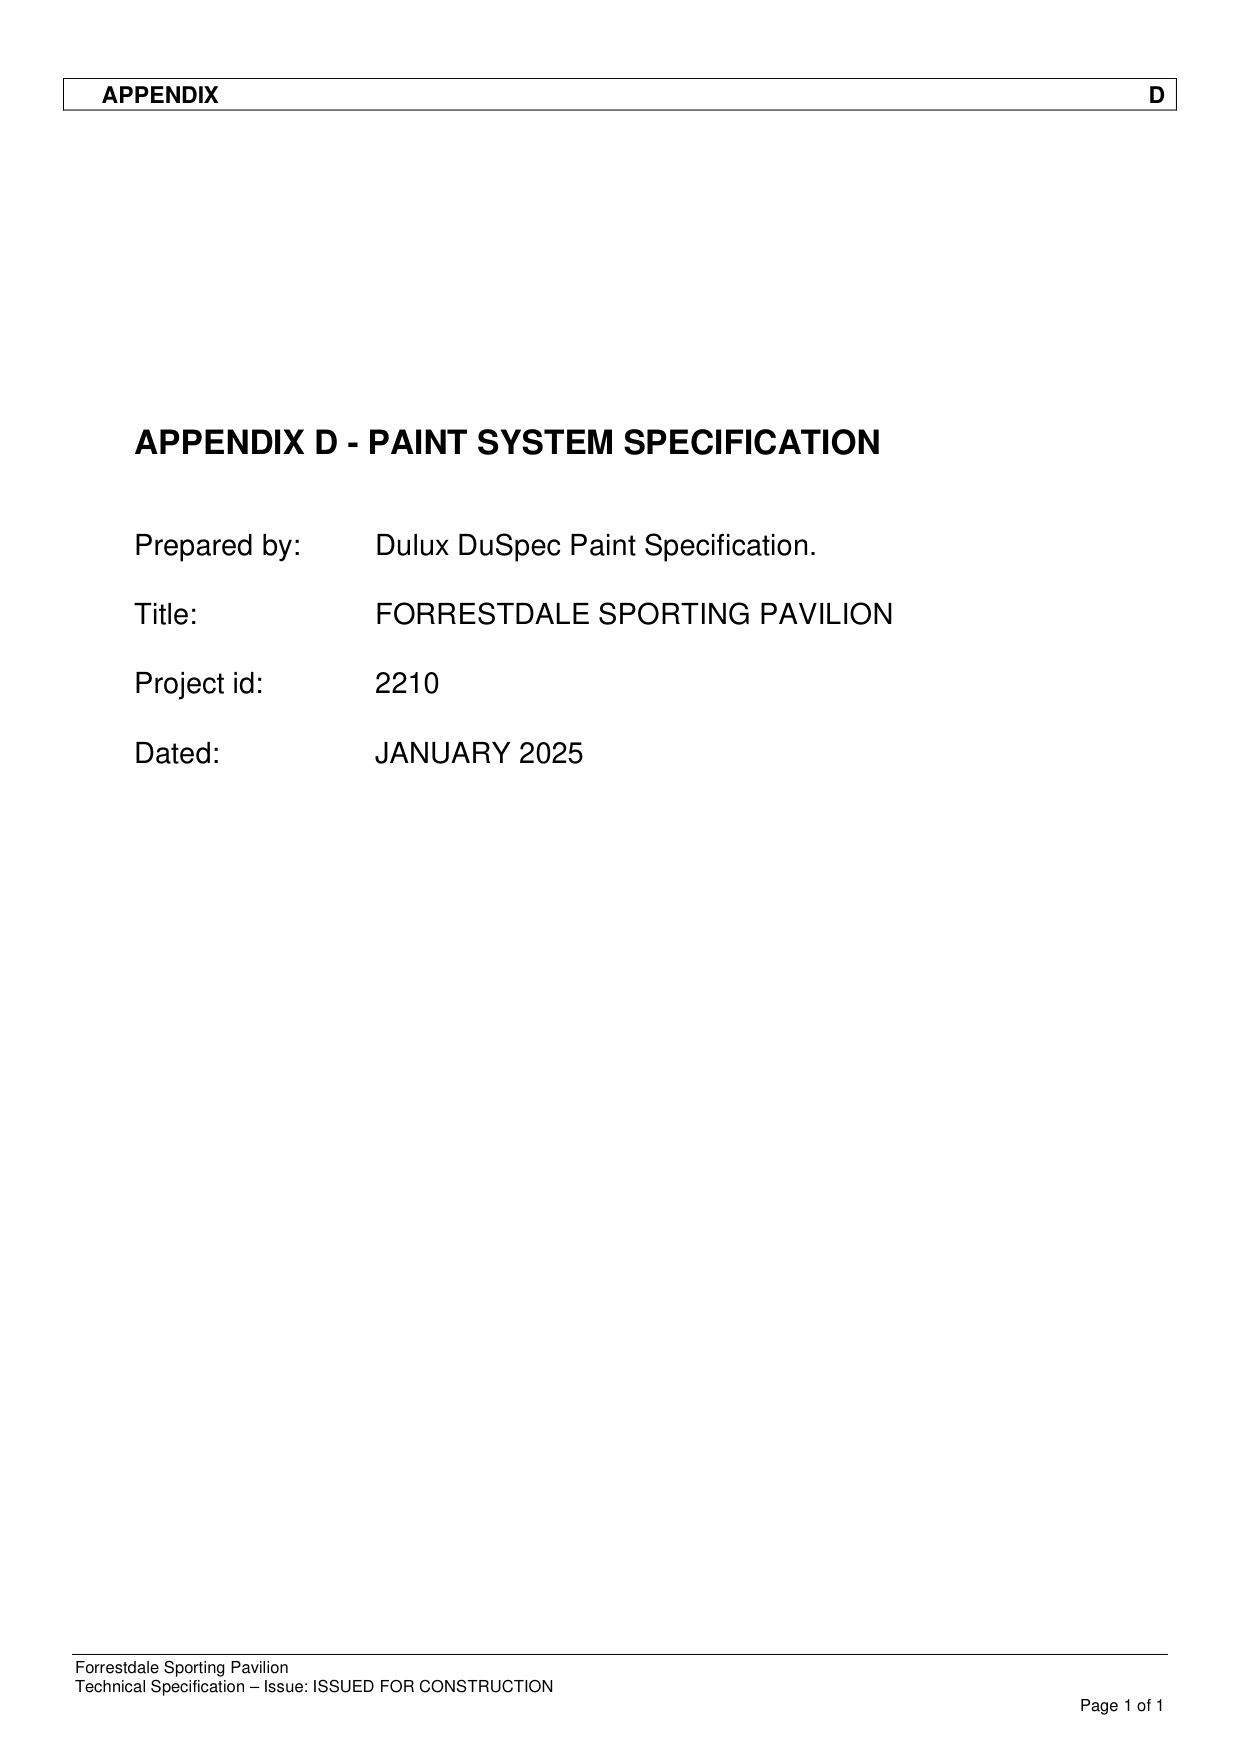 APPENDIX D
APPENDIX D - PAINT SYSTEM SPECIFICATION
Prepared by: Dulux DuSpec Paint Specification.
Title: FORRESTDALE SPORTING PAVILION
Project id: 2210
Dated: JANUARY 2025
Forrestdale Sporting Pavilion
Technical Specification – Issue: ISSUED FOR CONSTRUCTION
Page 1 of 1